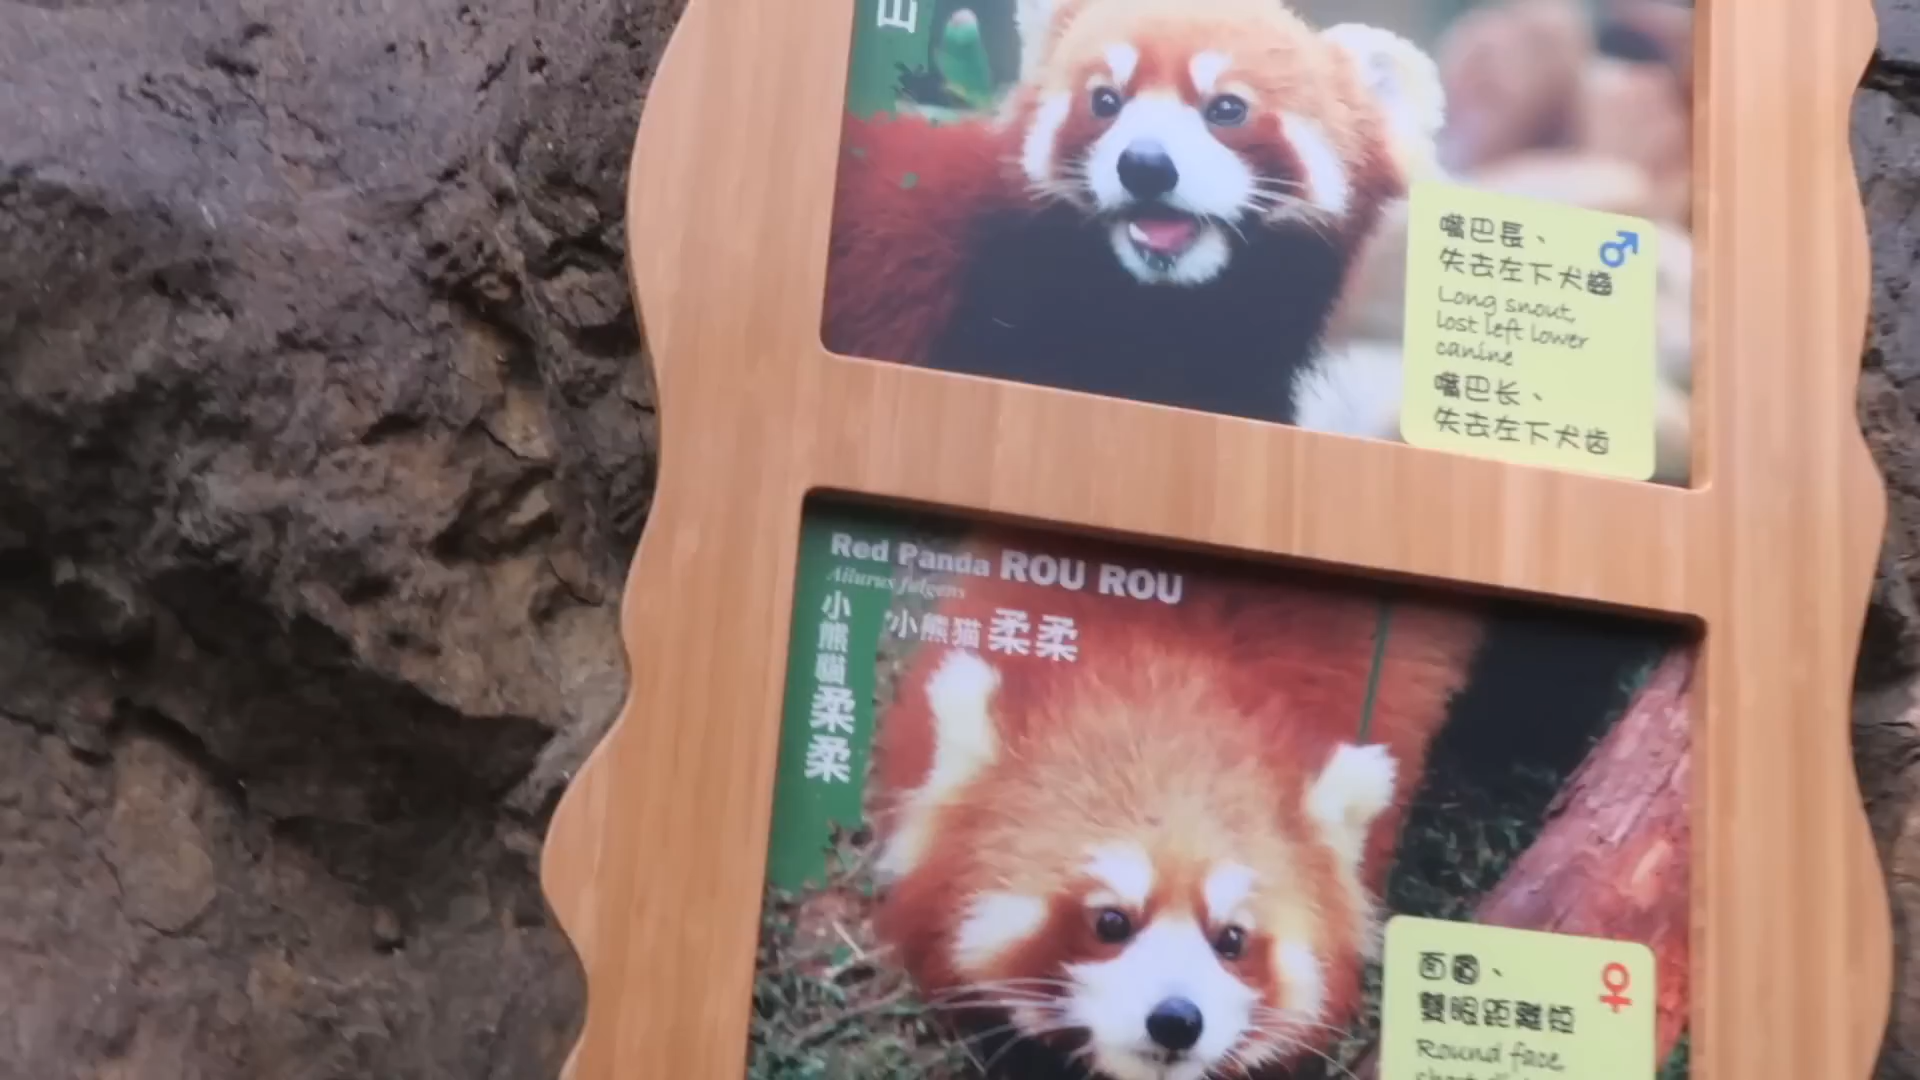 嘴巴長、
失去左下犬齒
Long snout,
lost left lower
canine
嘴巴长、
失去左下犬齿
Red Panda ROU ROU
Ailurus fulgens
小熊猫 柔柔
小熊貓 柔柔
面圓、
雙眼距離短
Round face,